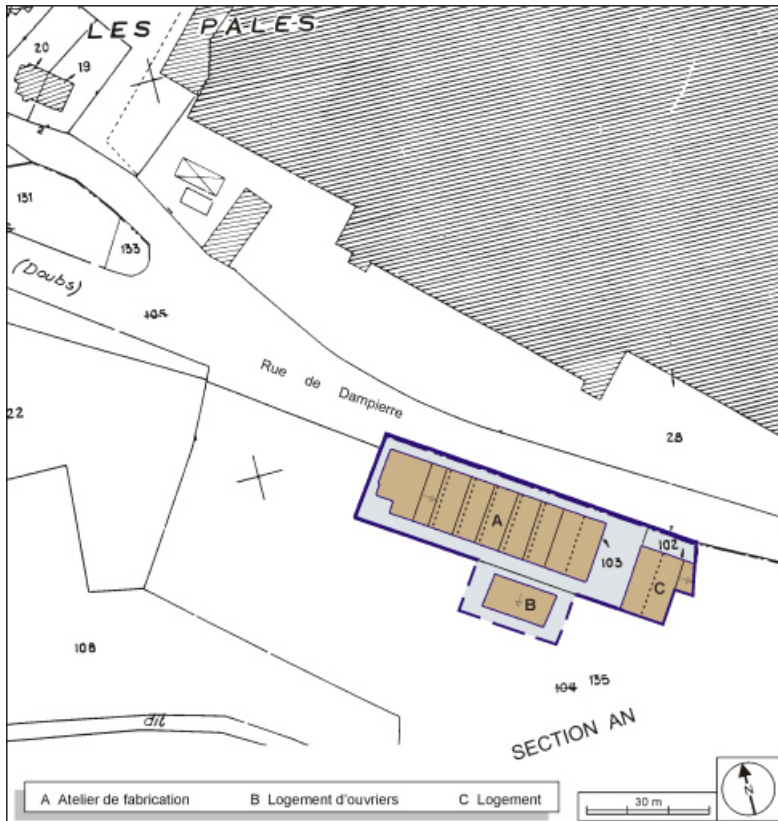 LES PALES
20
19
131
133
(Doubs)
105
Rue de Dampierre
22
28
A
103
102
C
B
108
104 135
dit
SECTION AN
A Atelier de fabrication B Logement d'ouvriers C Logement
30 m
N